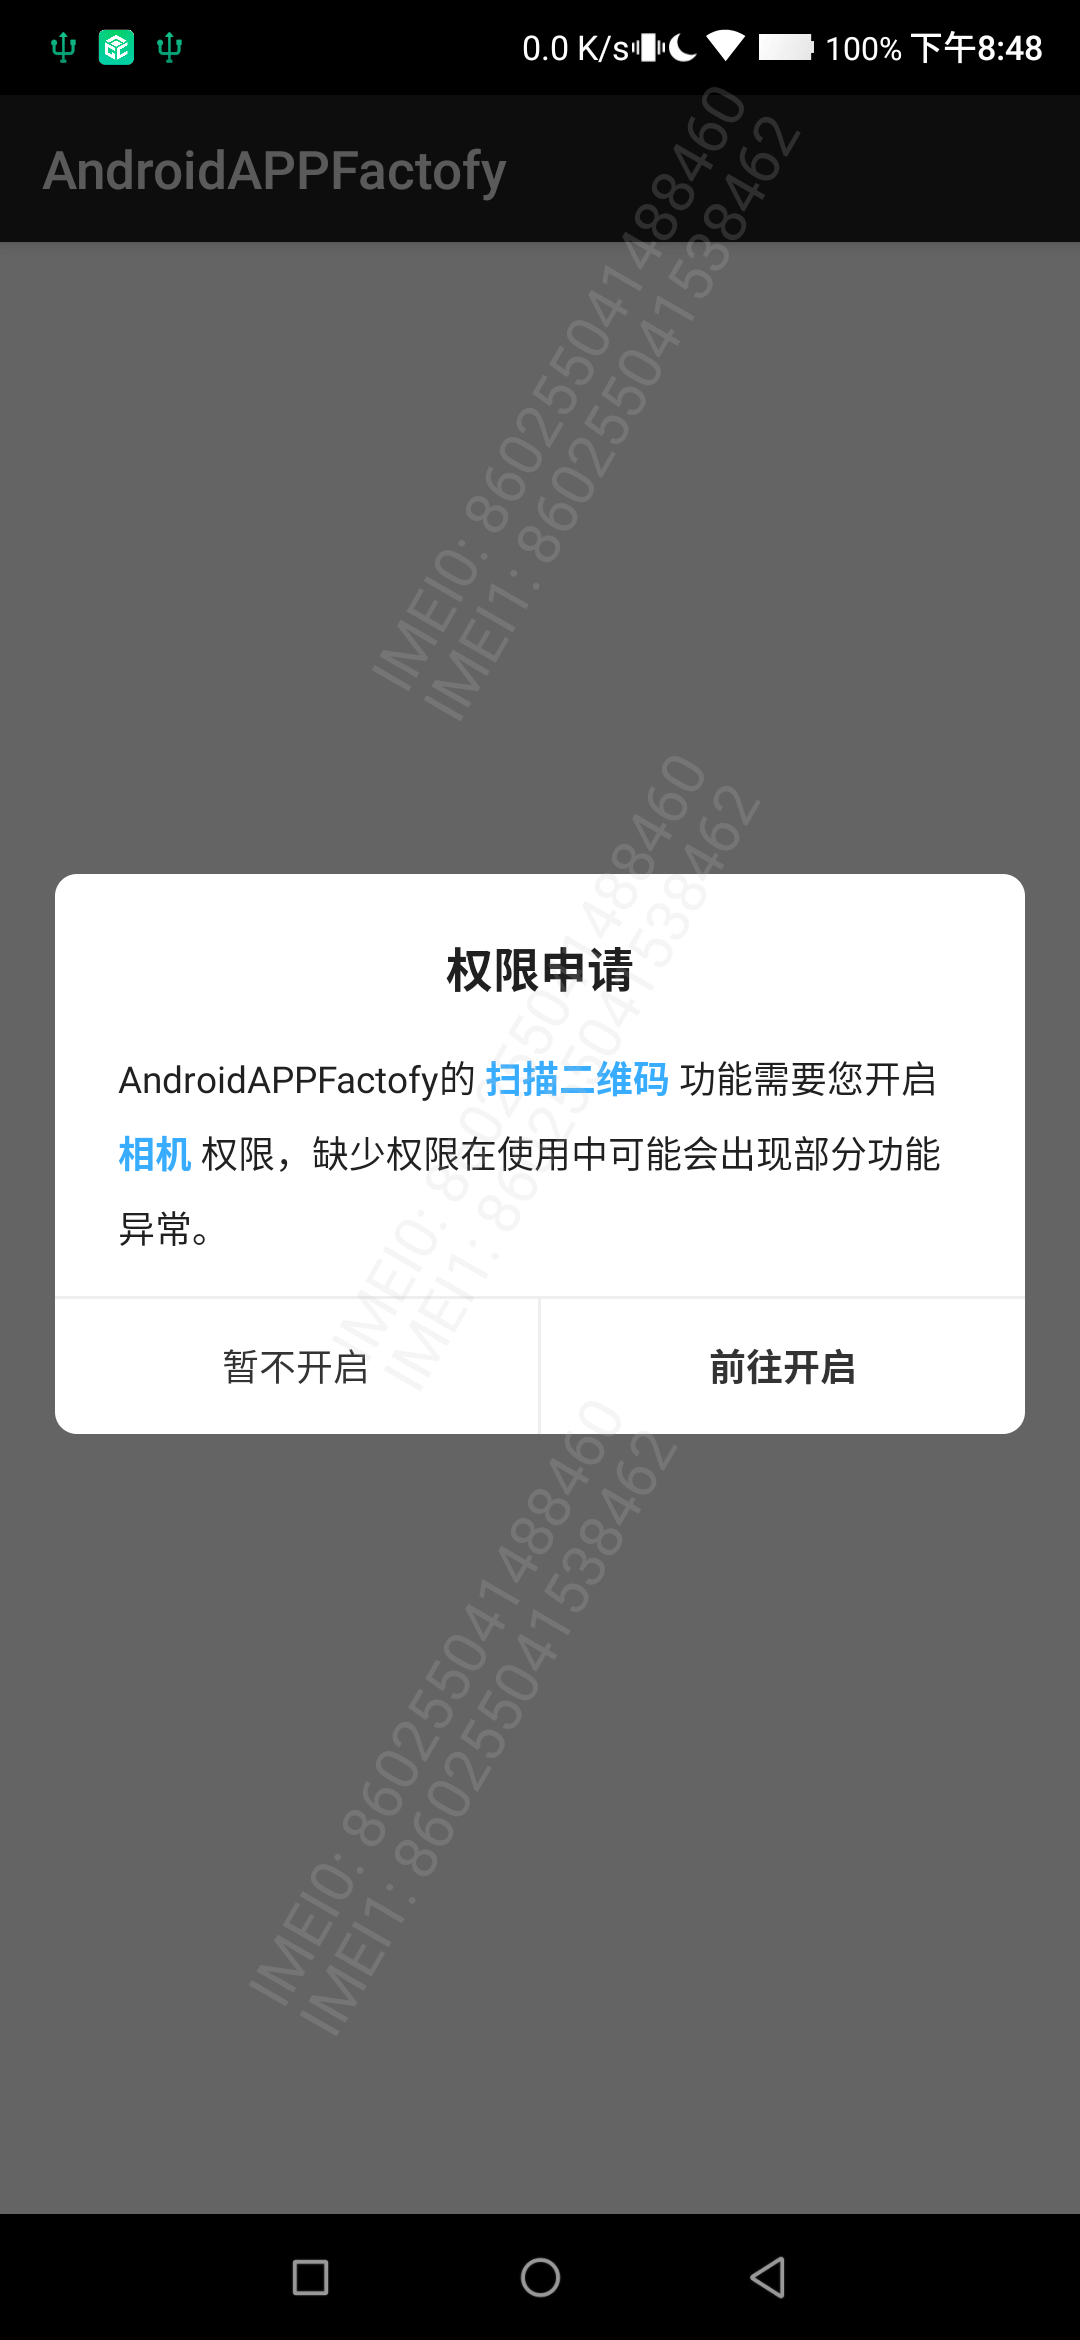 0.0 K/s 100% 下午8:48
AndroidAPPFactofy
IMEI0: 860255041488460
IMEI1: 860255041538462
IMEI0: 860255041488460
IMEI1: 860255041538462
权限申请
AndroidAPPFactofy的 扫描二维码 功能需要您开启
相机 权限，缺少权限在使用中可能会出现部分功能
异常。
暂不开启 前往开启
IMEI0: 860255041488460
IMEI1: 860255041538462